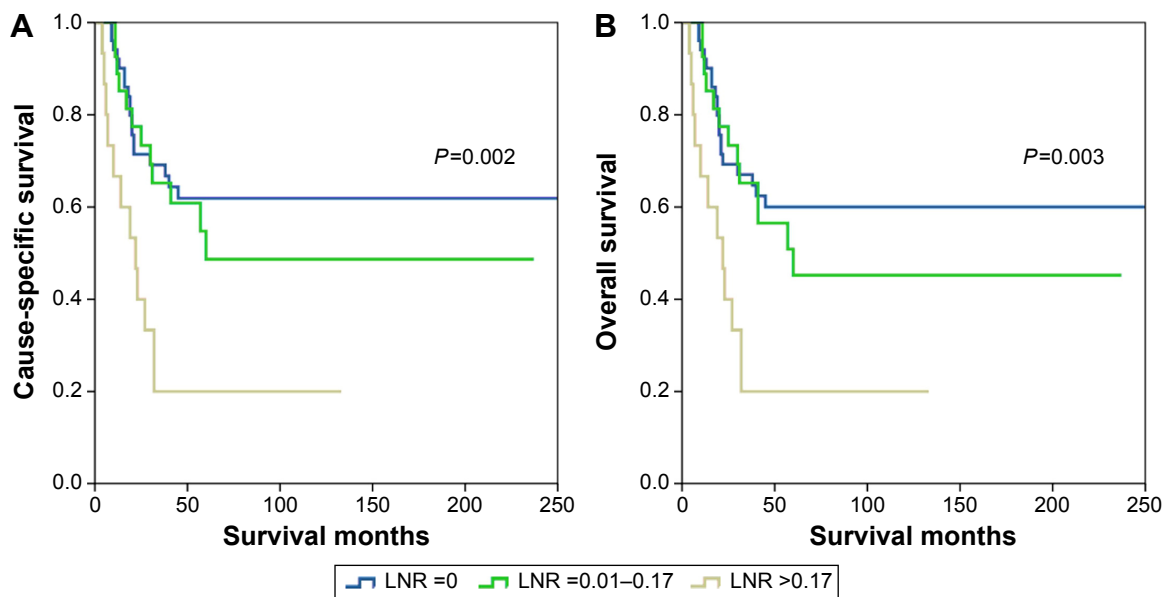 A
Cause-specific survival
1.0
0.8
0.6
0.4
0.2
0.0
P=0.002
0 50 100 150 200 250
Survival months
B
Overall survival
1.0
0.8
0.6
0.4
0.2
0.0
P=0.003
0 50 100 150 200 250
Survival months
LNR =0 LNR =0.01–0.17 LNR >0.17